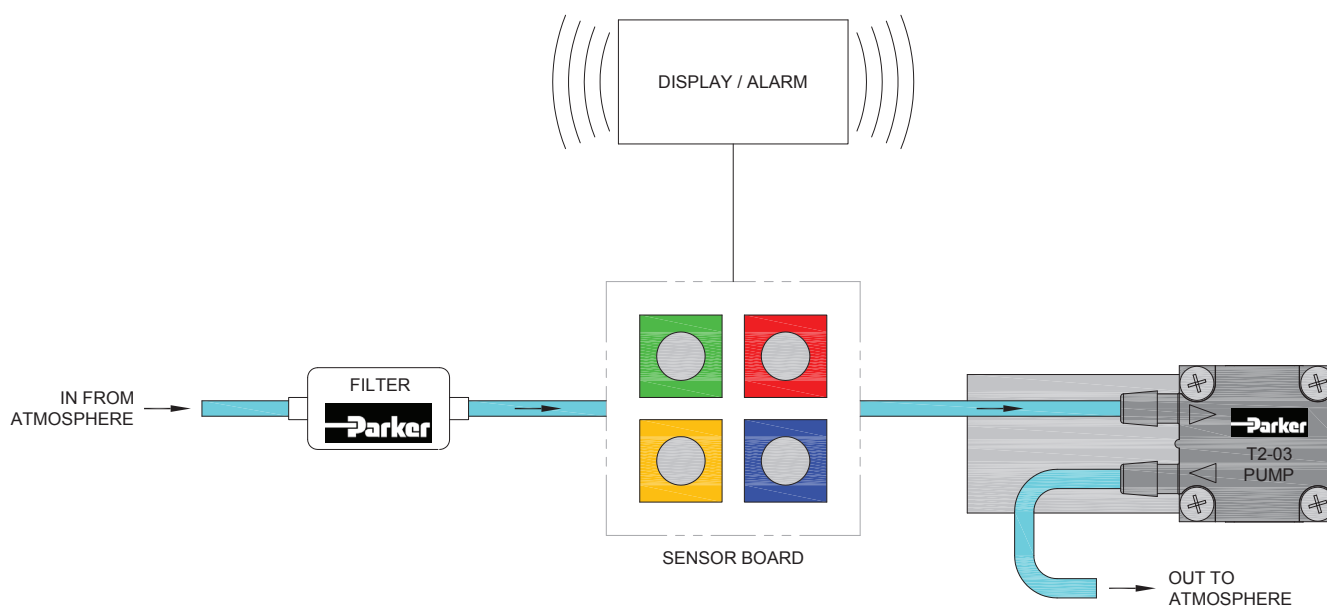 DISPLAY / ALARM
FILTER
Parker
IN FROM
ATMOSPHERE
SENSOR BOARD
Parker
T2-03
PUMP
OUT TO
ATMOSPHERE